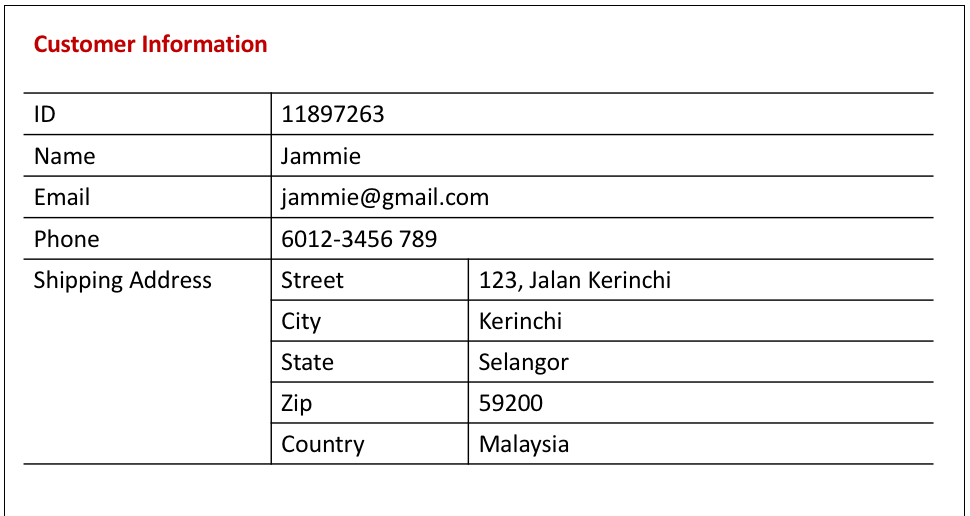 Customer Information
ID 11897263
Name Jammie
Email jammie@gmail.com
Phone 6012-3456 789
Shipping Address Street 123, Jalan Kerinchi
City Kerinchi
State Selangor
Zip 59200
Country Malaysia